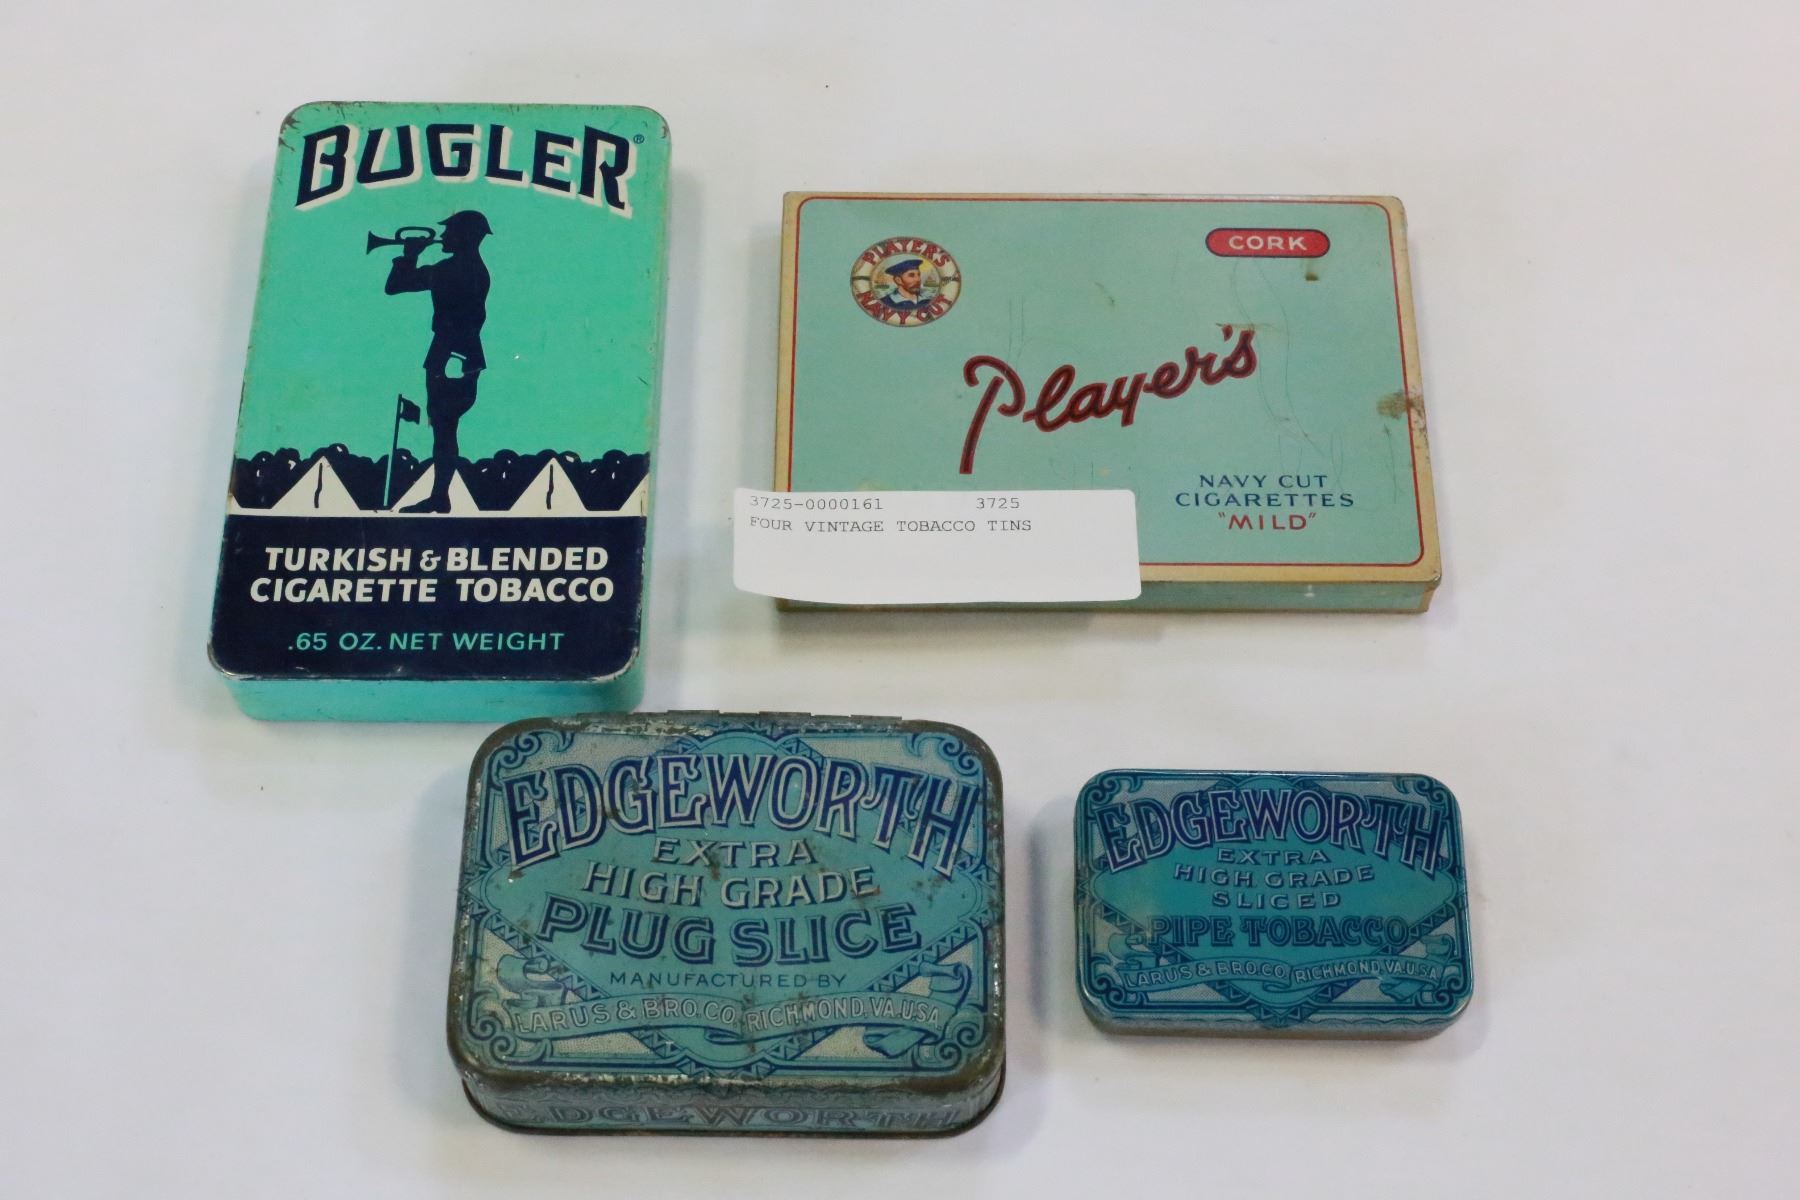 BUGLER®
TURKISH & BLENDED
CIGARETTE TOBACCO
.65 OZ. NET WEIGHT
PLAYER'S
NAVY CUT
CORK
Player's
NAVY CUT
CIGARETTES
"MILD"
3725-0000161 3725
FOUR VINTAGE TOBACCO TINS
EDGEWORTH
EXTRA
HIGH GRADE
PLUG SLICE
MANUFACTURED BY
LARUS & BRO. CO. RICHMOND, VA. U.S.A.
EDGEWORTH
EDGEWORTH
EXTRA
HIGH GRADE
SLICED
PIPE TOBACCO
LARUS & BRO. CO. RICHMOND, VA. U.S.A.